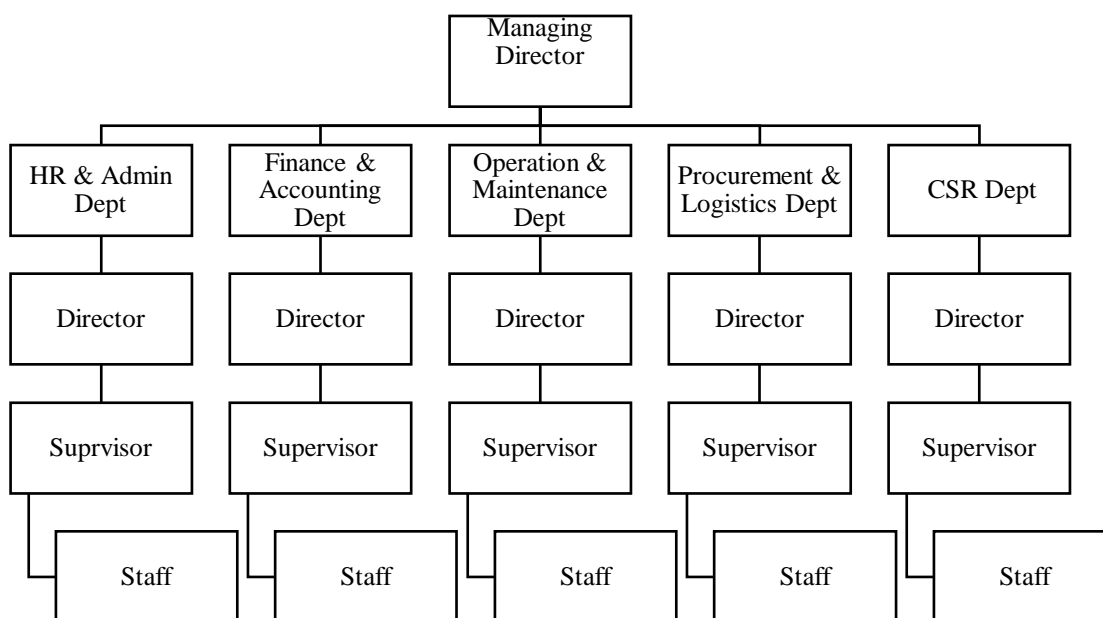 Managing
Director
HR & Admin
Dept
Finance &
Accounting
Dept
Operation &
Maintenance
Dept
Procurement &
Logistics Dept
CSR Dept
Director
Director
Director
Director
Director
Suprvisor
Supervisor
Supervisor
Supervisor
Supervisor
Staff
Staff
Staff
Staff
Staff